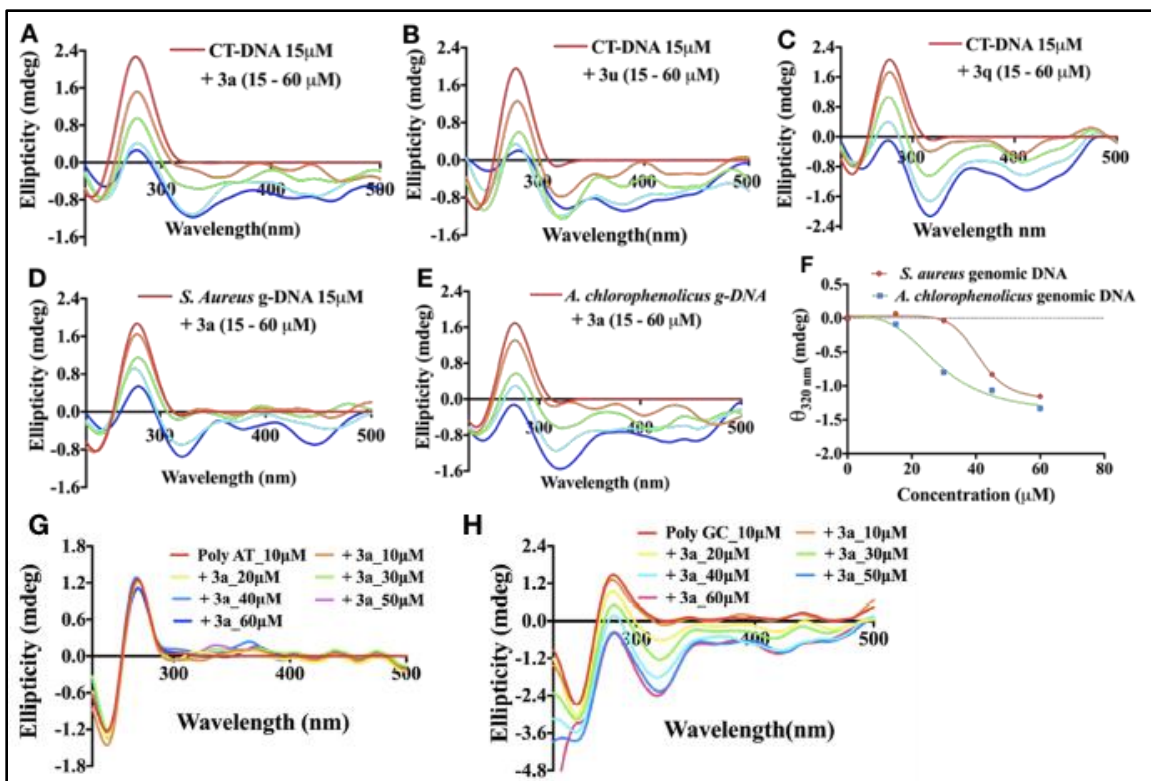 A
CT-DNA 15μM
+ 3a (15 - 60 μM)
Ellipticity (mdeg)
2.4
1.6
0.8
0.0
-0.8
-1.6
300
400
500
Wavelength(nm)
B
CT-DNA 15μM
+ 3u (15 - 60 μM)
Ellipticity (mdeg)
2.4
1.8
1.2
0.6
0.0
-0.6
-1.2
300
400
500
Wavelength(nm)
C
CT-DNA 15μM
+ 3q (15 - 60 μM)
Ellipticity (mdeg)
2.4
1.6
0.8
0.0
-0.8
-1.6
-2.4
300
400
500
Wavelength nm
D
S. Aureus g-DNA 15μM
+ 3a (15 - 60 μM)
Ellipticity (mdeg)
2.4
1.6
0.8
0.0
-0.8
-1.6
300
400
500
Wavelength (nm)
E
A. chlorophenolicus g-DNA
+ 3a (15 - 60 μM)
Ellipticity (mdeg)
2.4
1.6
0.8
0.0
-0.8
-1.6
300
400
500
Wavelength (nm)
F
S. aureus genomic DNA
A. chlorophenolicus genomic DNA
θ320 nm (mdeg)
0.5
0.0
-0.5
-1.0
-1.5
-2.0
0
20
40
60
80
Concentration (μM)
G
Poly AT_10μM
+ 3a_10μM
+ 3a_20μM
+ 3a_30μM
+ 3a_40μM
+ 3a_50μM
+ 3a_60μM
Ellipticity (mdeg)
1.8
1.2
0.6
0.0
-0.6
-1.2
-1.8
300
400
500
Wavelength (nm)
H
Poly GC_10μM
+ 3a_10μM
+ 3a_20μM
+ 3a_30μM
+ 3a_40μM
+ 3a_50μM
+ 3a_60μM
Ellipticity (mdeg)
2.4
1.2
0.0
-1.2
-2.4
-3.6
-4.8
300
400
500
Wavelength(nm)